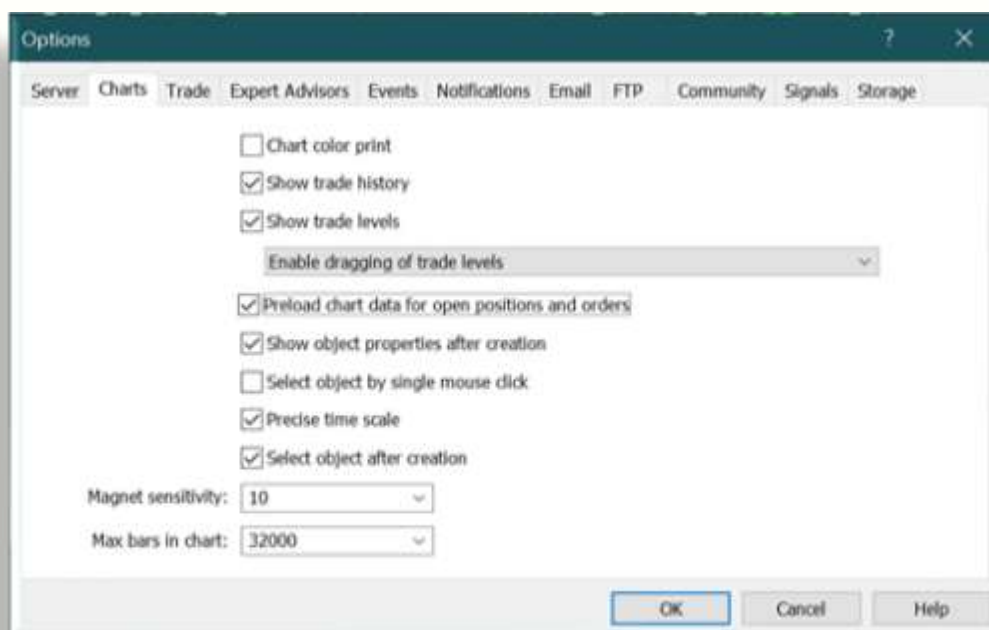 Options ?
Server Charts Trade Expert Advisors Events Notifications Email FTP Community Signals Storage
Chart color print
Show trade history
Show trade levels
Enable dragging of trade levels
Preload chart data for open positions and orders
Show object properties after creation
Select object by single mouse click
Precise time scale
Select object after creation
Magnet sensitivity: 10
Max bars in chart: 32000
OK Cancel Help